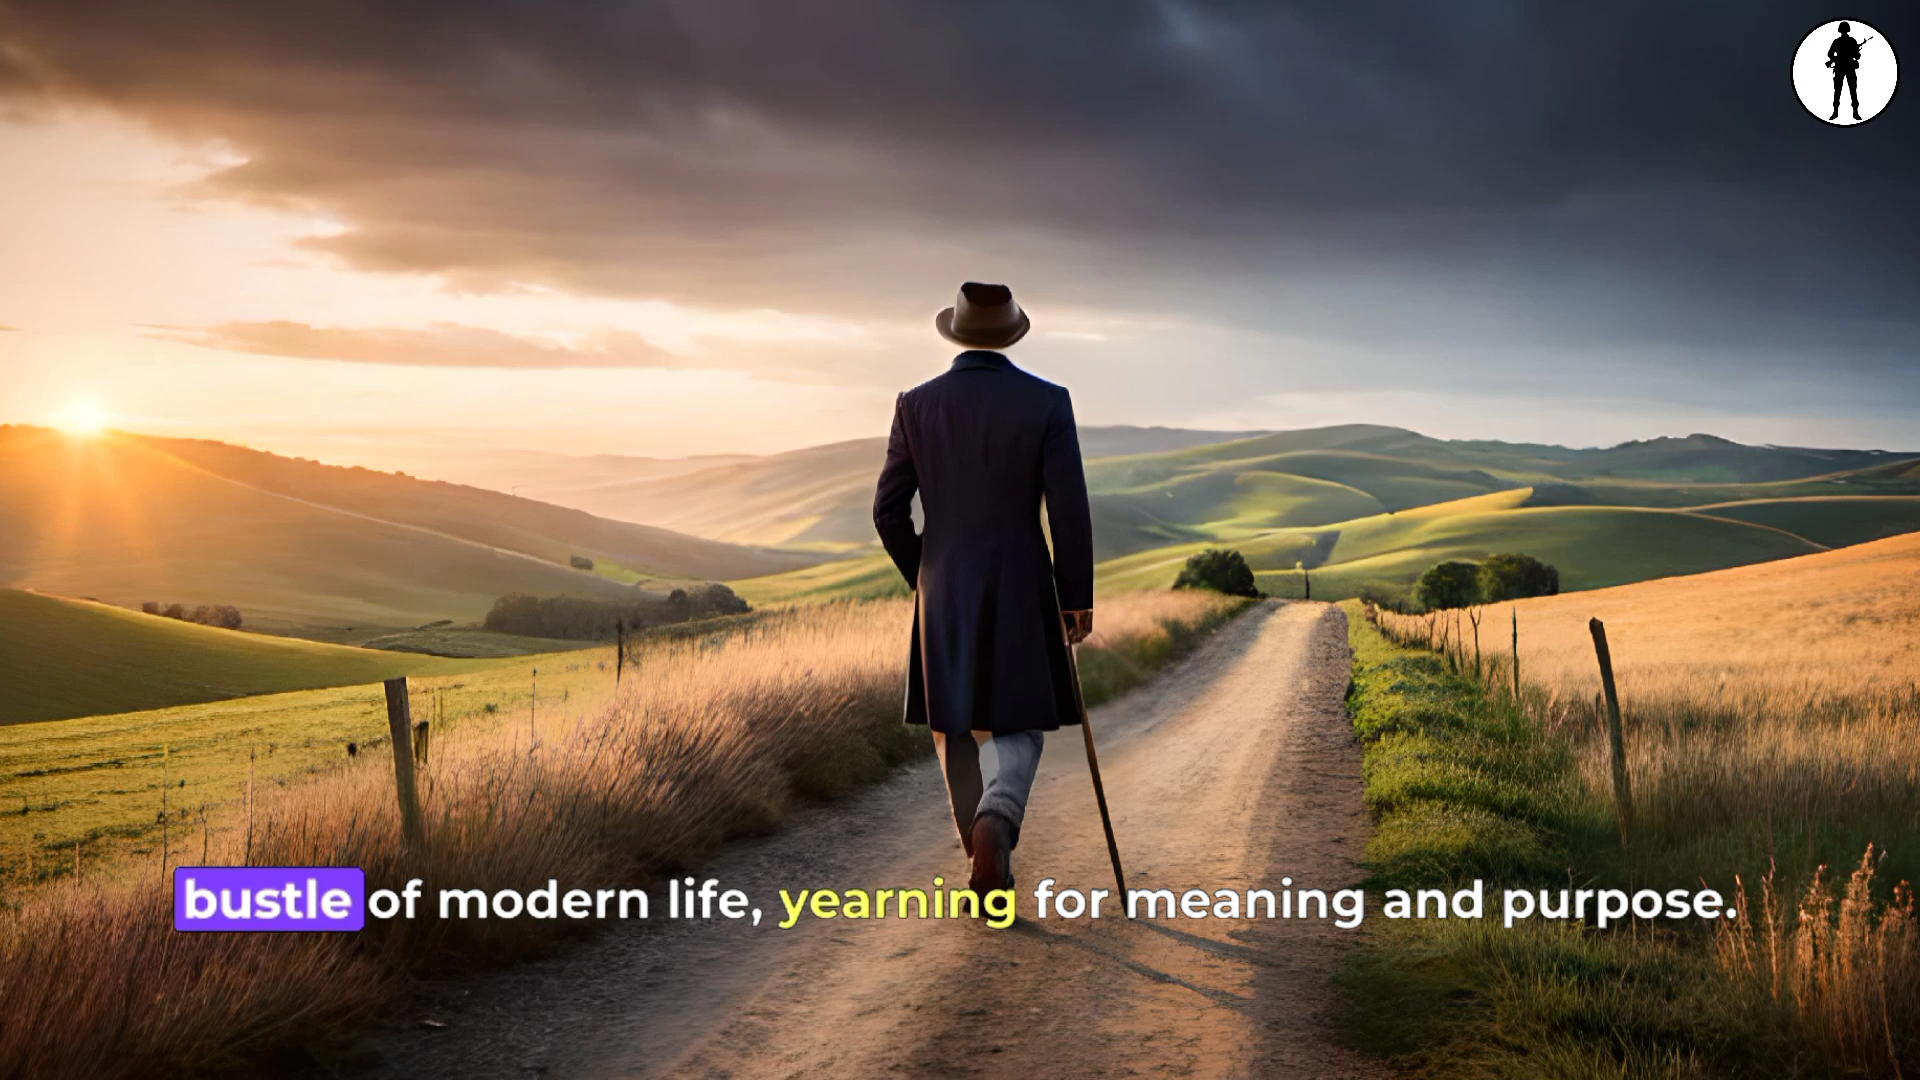 bustle of modern life, yearning for meaning and purpose.